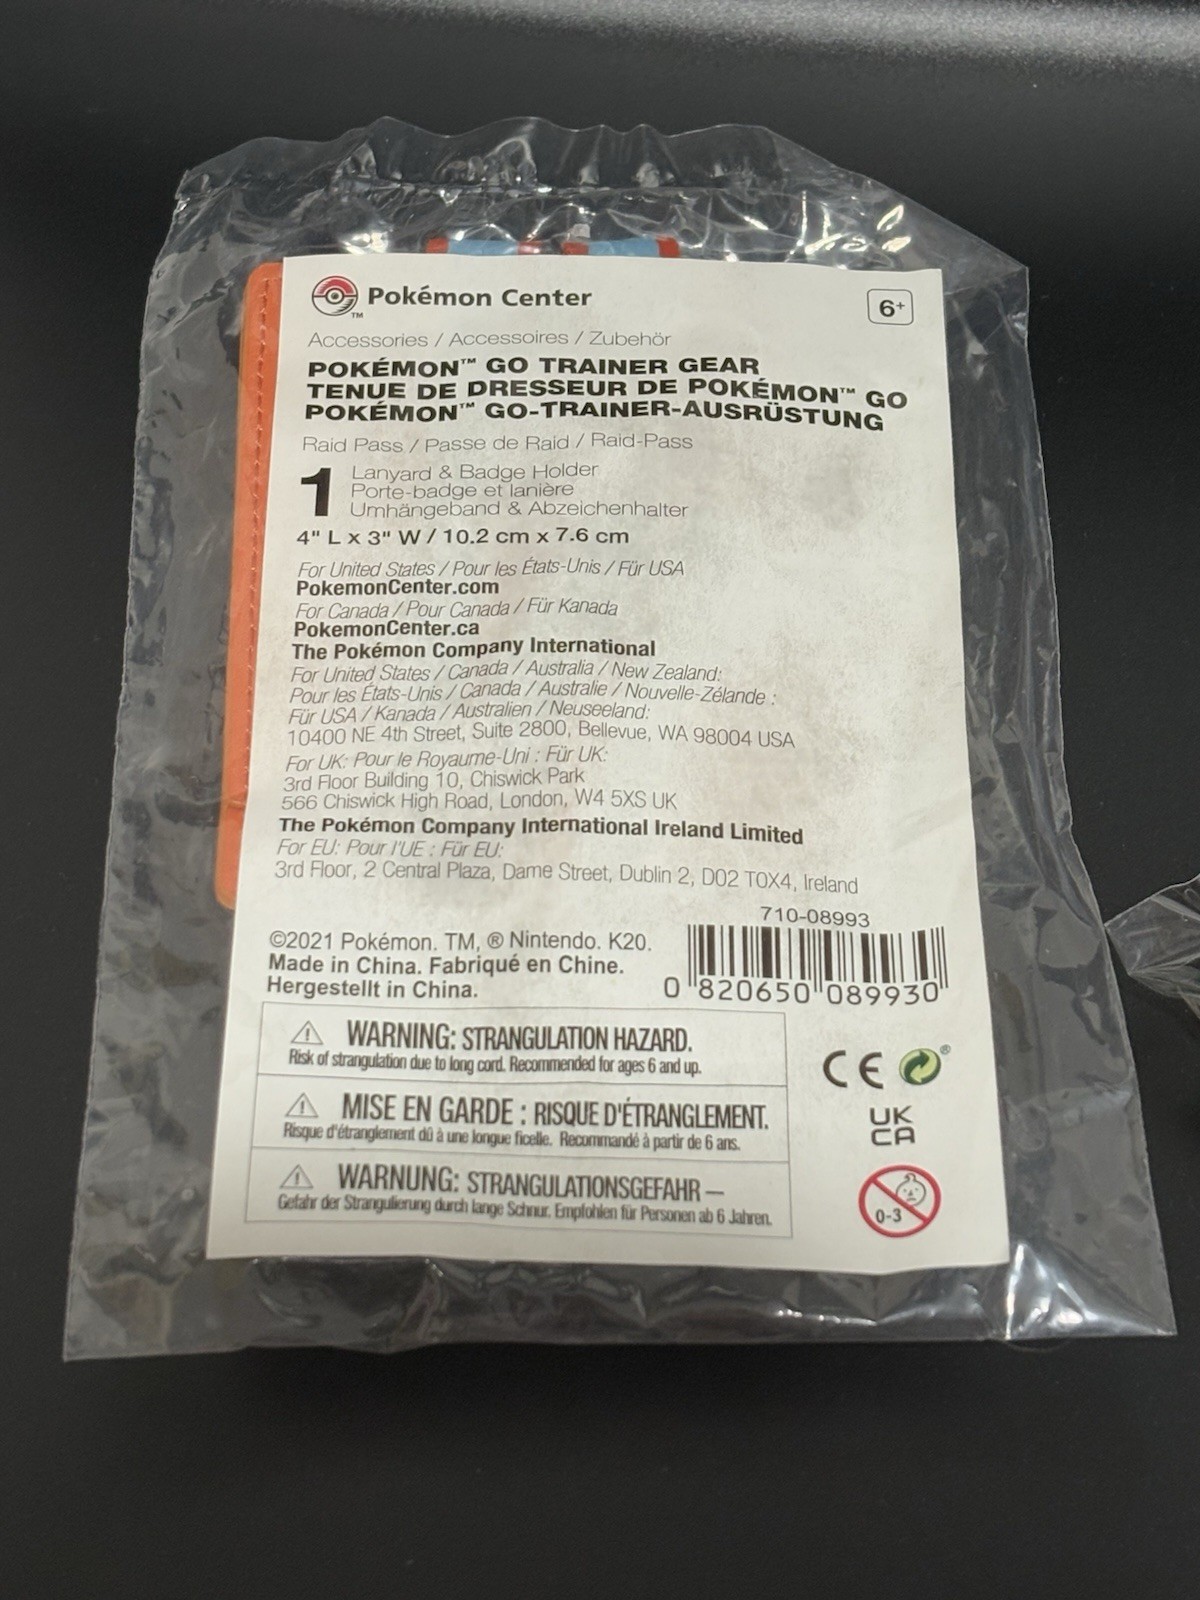 Pokémon Center
TM
6+
Accessories / Accessoires / Zubehör
POKÉMON™ GO TRAINER GEAR
TENUE DE DRESSEUR DE POKÉMON™ GO
POKÉMON™ GO-TRAINER-AUSRÜSTUNG
Raid Pass / Passe de Raid / Raid-Pass
1
Lanyard & Badge Holder
Porte-badge et lanière
Umhängeband & Abzeichenhalter
4" L x 3" W / 10.2 cm x 7.6 cm
For United States / Pour les États-Unis / Für USA
PokemonCenter.com
For Canada / Pour Canada / Für Kanada
PokemonCenter.ca
The Pokémon Company International
For United States / Canada / Australia / New Zealand:
Pour les États-Unis / Canada / Australie / Nouvelle-Zélande :
Für USA / Kanada / Australien / Neuseeland:
10400 NE 4th Street, Suite 2800, Bellevue, WA 98004 USA
For UK: Pour le Royaume-Uni : Für UK:
3rd Floor Building 10, Chiswick Park
566 Chiswick High Road, London, W4 5XS UK
The Pokémon Company International Ireland Limited
For EU: Pour l'UE : Für EU:
3rd Floor, 2 Central Plaza, Dame Street, Dublin 2, D02 T0X4, Ireland
710-08993
©2021 Pokémon. TM, ® Nintendo. K20.
Made in China. Fabriqué en Chine.
Hergestellt in China.
0 820650 089930
⚠ WARNING: STRANGULATION HAZARD.
Risk of strangulation due to long cord. Recommended for ages 6 and up.
⚠ MISE EN GARDE : RISQUE D'ÉTRANGLEMENT.
Risque d'étranglement dû à une longue ficelle. Recommandé à partir de 6 ans.
⚠ WARNUNG: STRANGULATIONSGEFAHR —
Gefahr der Strangulierung durch lange Schnur. Empfohlen für Personen ab 6 Jahren.
CE ®
UK
CA
0-3